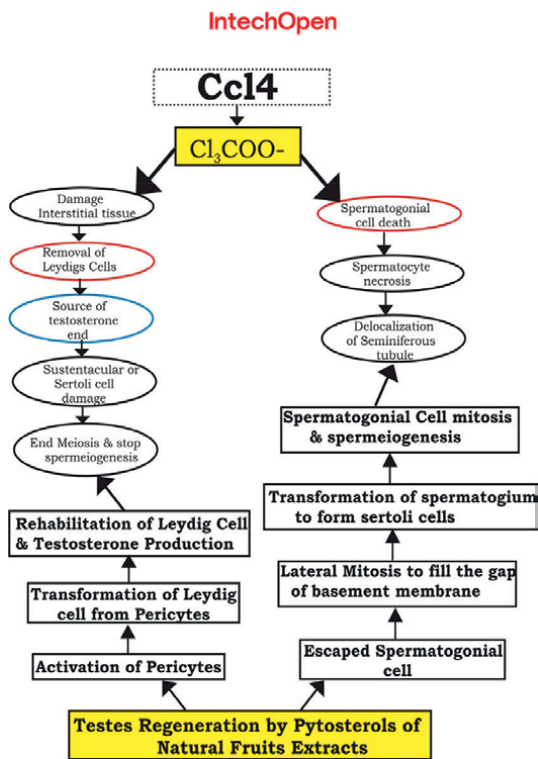 IntechOpen
Ccl4
Cl₃COO-
Damage
Interstitial tissue
Removal of
Leydigs Cells
Source of
testosterone
end
Sustentacular or
Sertoli cell
damage
End Meiosis & stop
spermeiogenesis
Spermatogonial
cell death
Spermatocyte
necrosis
Delocalization
of Seminiferous
tubule
Spermatogonial Cell mitosis
& spermeiogenesis
Transformation of spermatogium
to form sertoli cells
Lateral Mitosis to fill the gap
of basement membrane
Escaped Spermatogonial
cell
Rehabilitation of Leydig Cell
& Testosterone Production
Transformation of Leydig
cell from Pericytes
Activation of Pericytes
Testes Regeneration by Pytosterols of
Natural Fruits Extracts